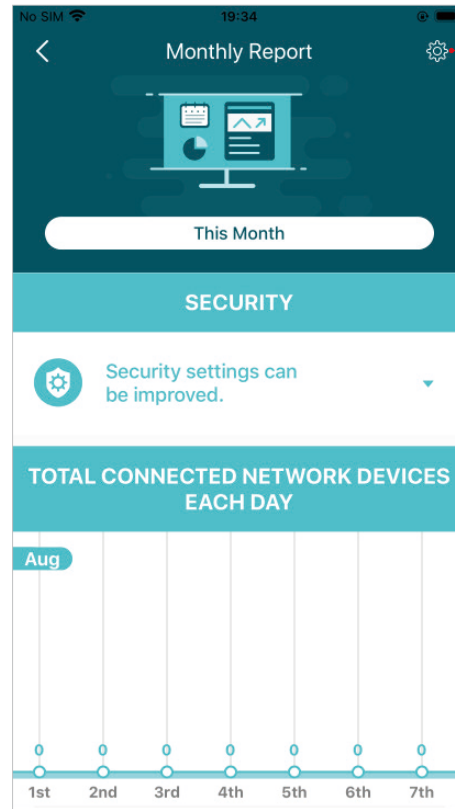 No SIM 19:34
Monthly Report
This Month
SECURITY
Security settings can
be improved.
TOTAL CONNECTED NETWORK DEVICES
EACH DAY
Aug
0 0 0 0 0 0 0
1st 2nd 3rd 4th 5th 6th 7th